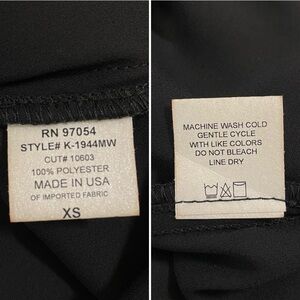 RN 97054
STYLE# K-1944MW
CUT# 10603
100% POLYESTER
MADE IN USA
OF IMPORTED FABRIC
XS
MACHINE WASH COLD
GENTLE CYCLE
WITH LIKE COLORS
DO NOT BLEACH
LINE DRY